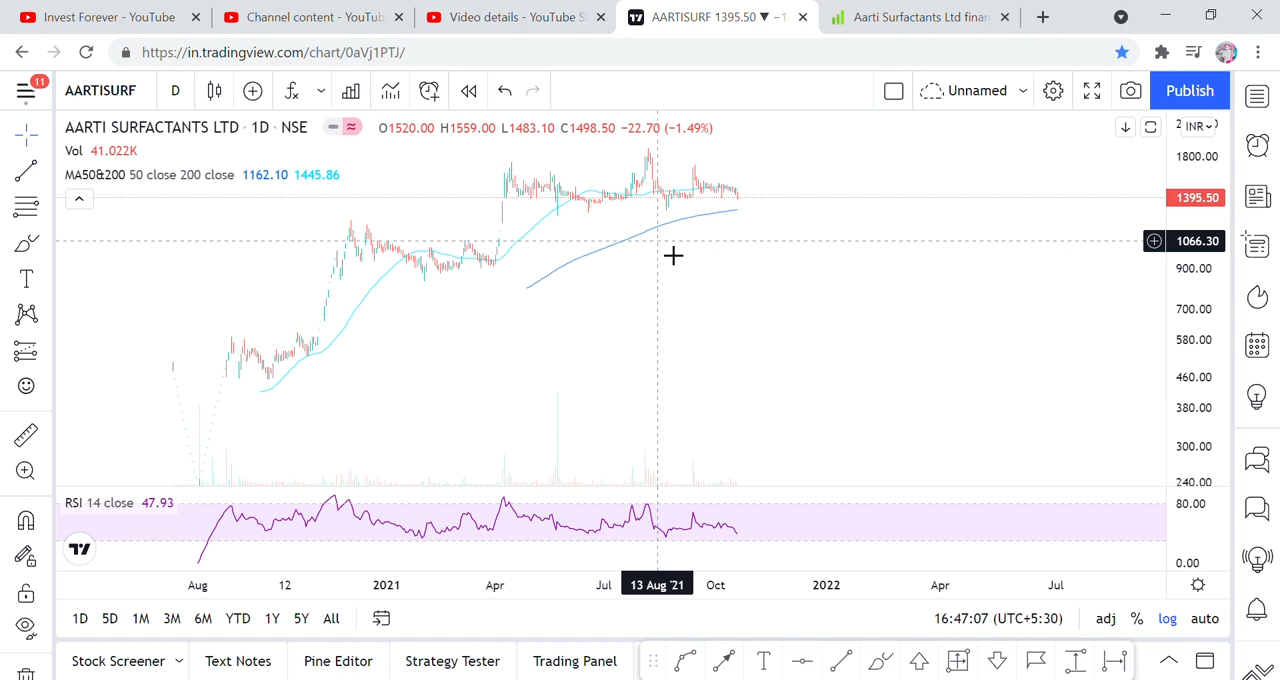 Invest Forever - YouTube
Channel content - YouTub
Video details - YouTube S
AARTISURF 1395.50 ▼ −1
Aarti Surfactants Ltd finan
https://in.tradingview.com/chart/0aVj1PTJ/
11
AARTISURF D Unnamed Publish
AARTI SURFACTANTS LTD · 1D · NSE O1520.00 H1559.00 L1483.10 C1498.50 −22.70 (−1.49%)
INR
Vol 41.022K
1800.00
MA50&200 50 close 200 close 1162.10 1445.86
1395.50
1066.30
900.00
700.00
580.00
460.00
380.00
300.00
240.00
RSI 14 close 47.93
80.00
0.00
Aug 12 2021 Apr Jul 13 Aug '21 Oct 2022 Apr Jul
1D 5D 1M 3M 6M YTD 1Y 5Y All 16:47:07 (UTC+5:30) adj % log auto
Stock Screener Text Notes Pine Editor Strategy Tester Trading Panel